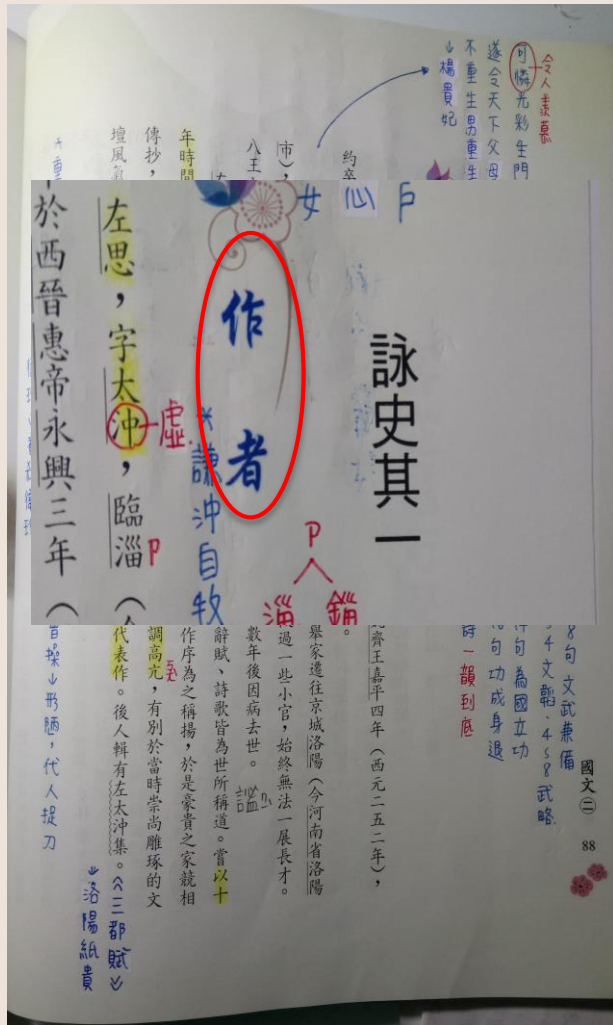 令人羨慕
可憐光彩生門
遂令天下父母
不重生男重生
↓楊貴妃
約卒
市),
八王
年時間
傳抄,
壇風氣
*重
女 心 戶
詠史其一
P
錙
淄
作者
*謙沖自牧
虛
左思,字太沖,臨淄(
P
於西晉惠帝永興三年(
8句文武兼備
句為國立功
句功成身退
詩一韻到底
國文㊁
88
齊王嘉平四年(西元二五二年),
舉家遷往京城洛陽(今河南省洛陽
過一些小官,始終無法一展長才。
數年後因病去世。
辭賦、詩歌皆為世所稱道。嘗以十
作序為之稱揚,於是豪貴之家競相
調高亢,有別於當時崇尚雕琢的文
代表作。後人輯有左太沖集。
《三都賦》
↓洛陽紙貴
曹操↓形陋,代人捉刀